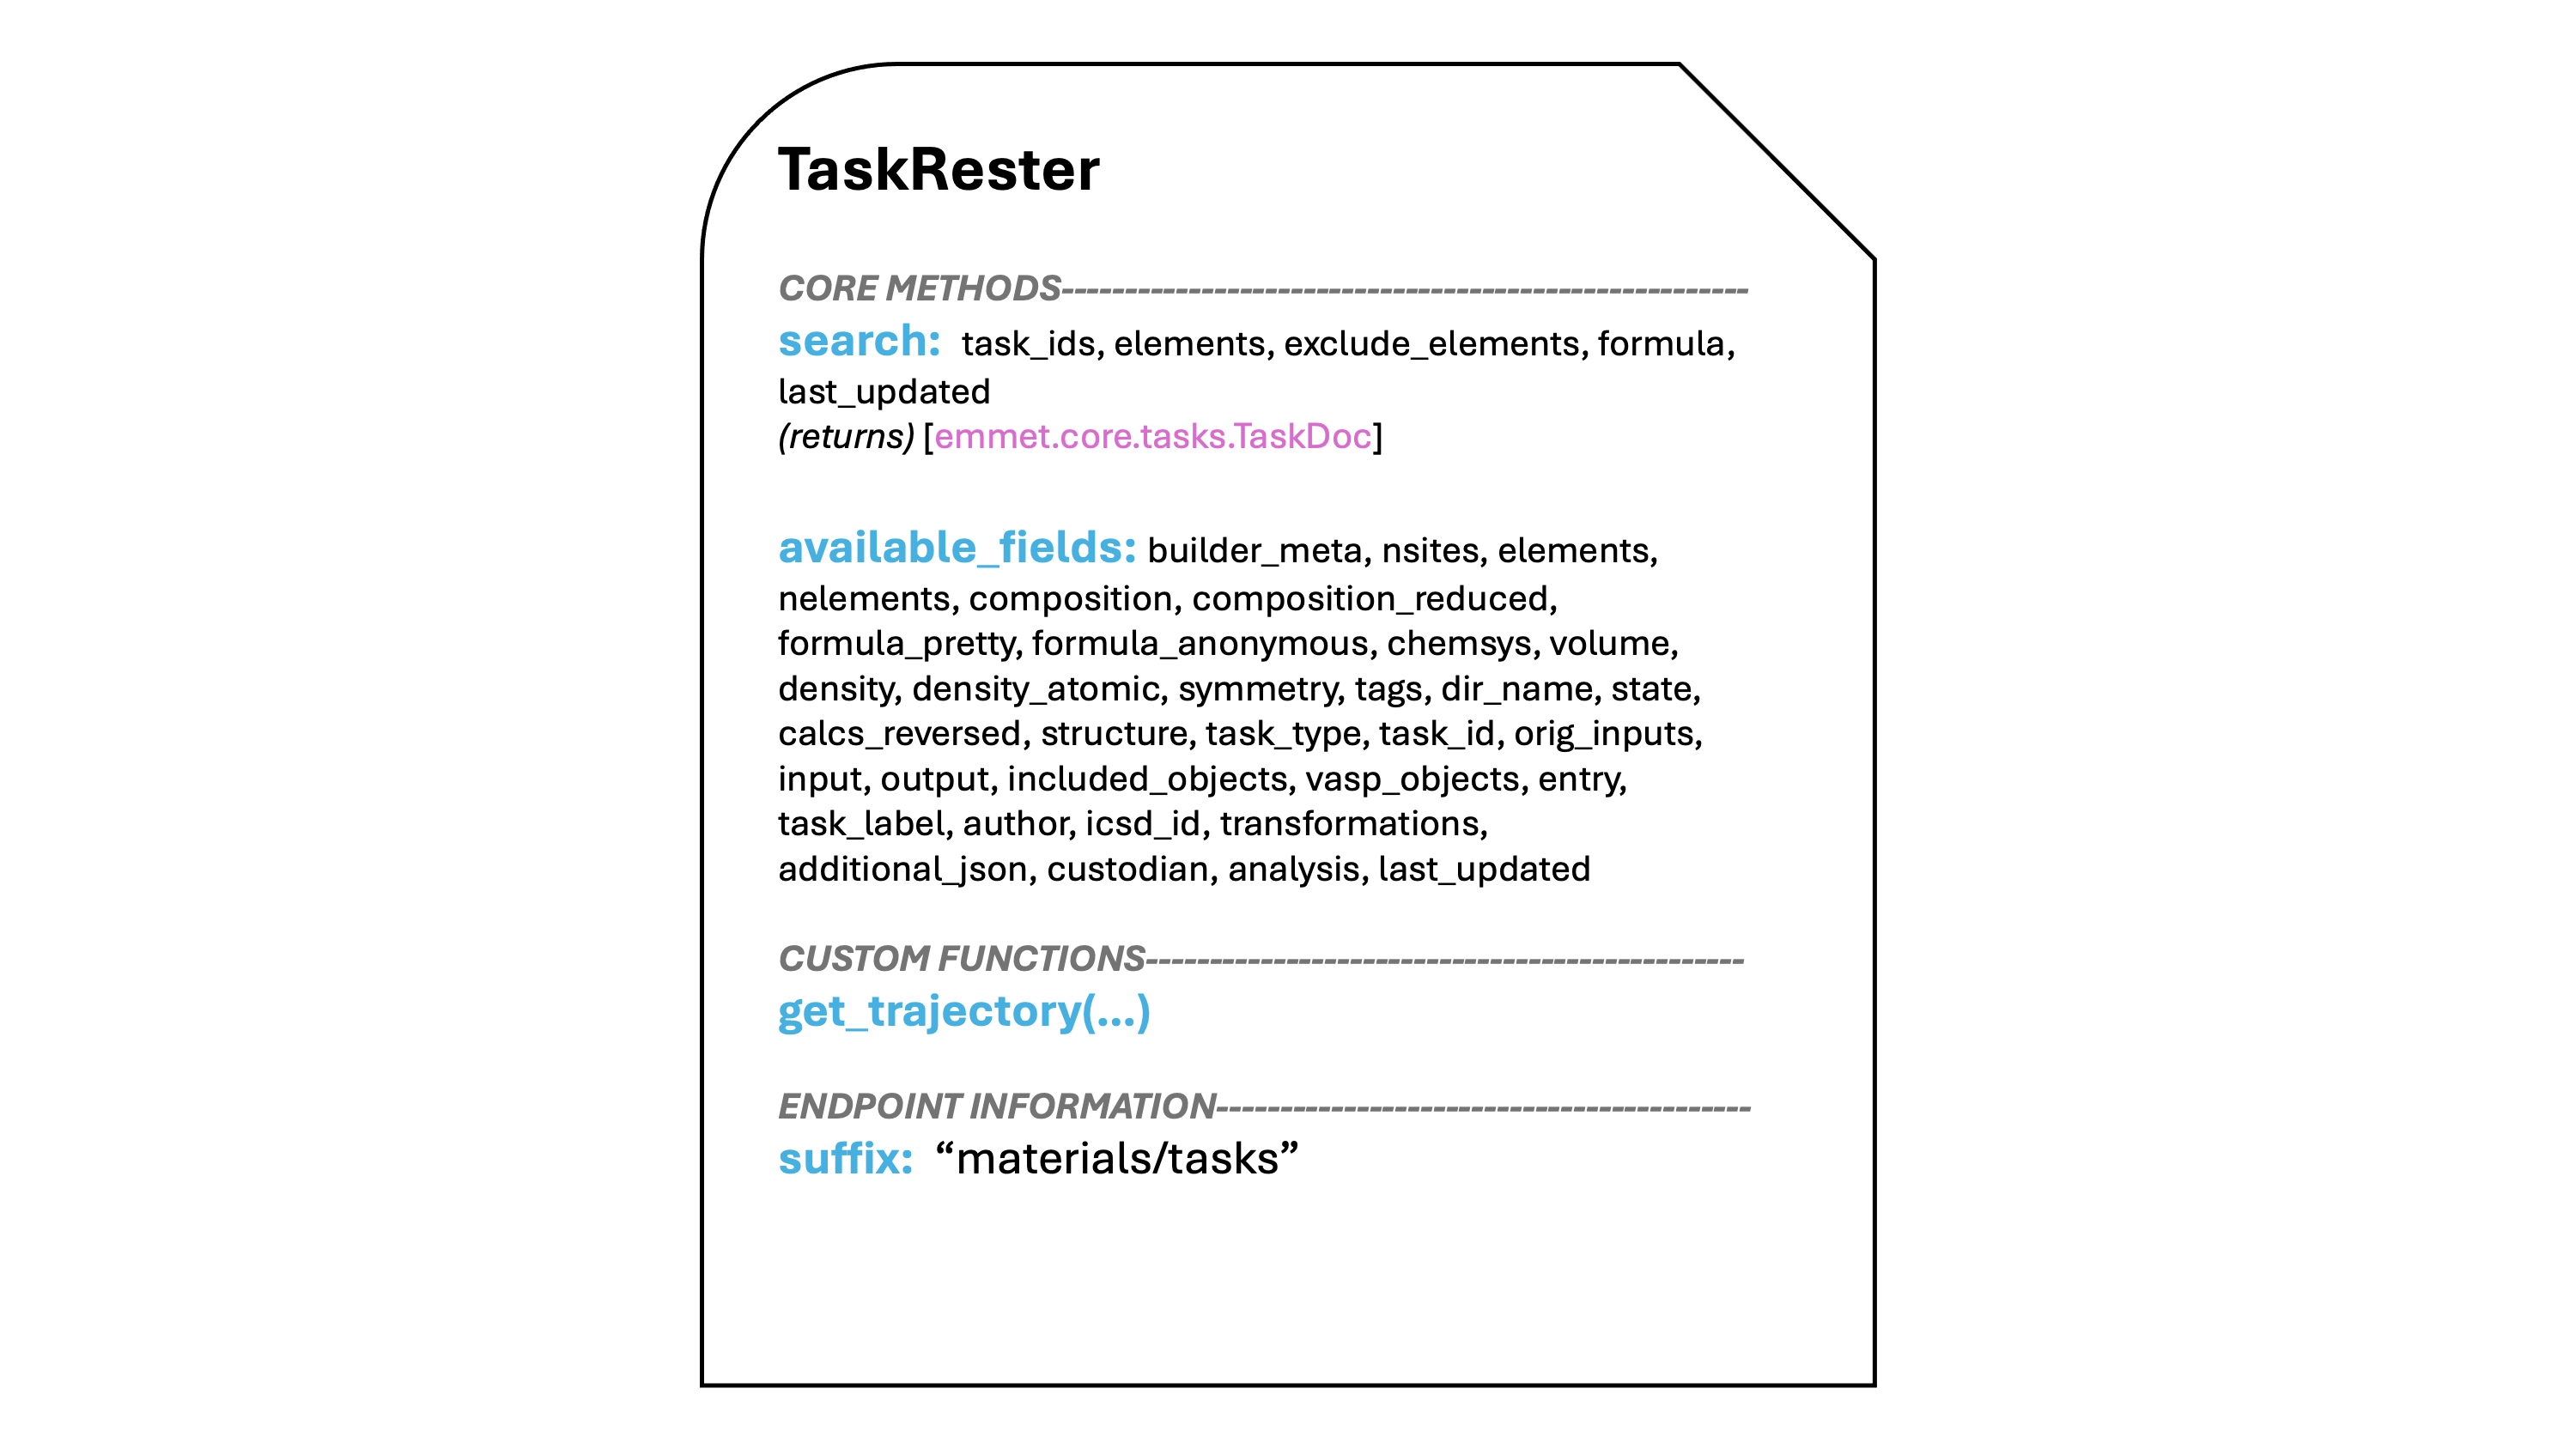 TaskRester
CORE METHODS------------------------------------------------------
search: task_ids, elements, exclude_elements, formula,
last_updated
(returns) [emmet.core.tasks.TaskDoc]
available_fields: builder_meta, nsites, elements,
nelements, composition, composition_reduced,
formula_pretty, formula_anonymous, chemsys, volume,
density, density_atomic, symmetry, tags, dir_name, state,
calcs_reversed, structure, task_type, task_id, orig_inputs,
input, output, included_objects, vasp_objects, entry,
task_label, author, icsd_id, transformations,
additional_json, custodian, analysis, last_updated
CUSTOM FUNCTIONS-----------------------------------------------
get_trajectory(...)
ENDPOINT INFORMATION------------------------------------------
suffix: “materials/tasks”